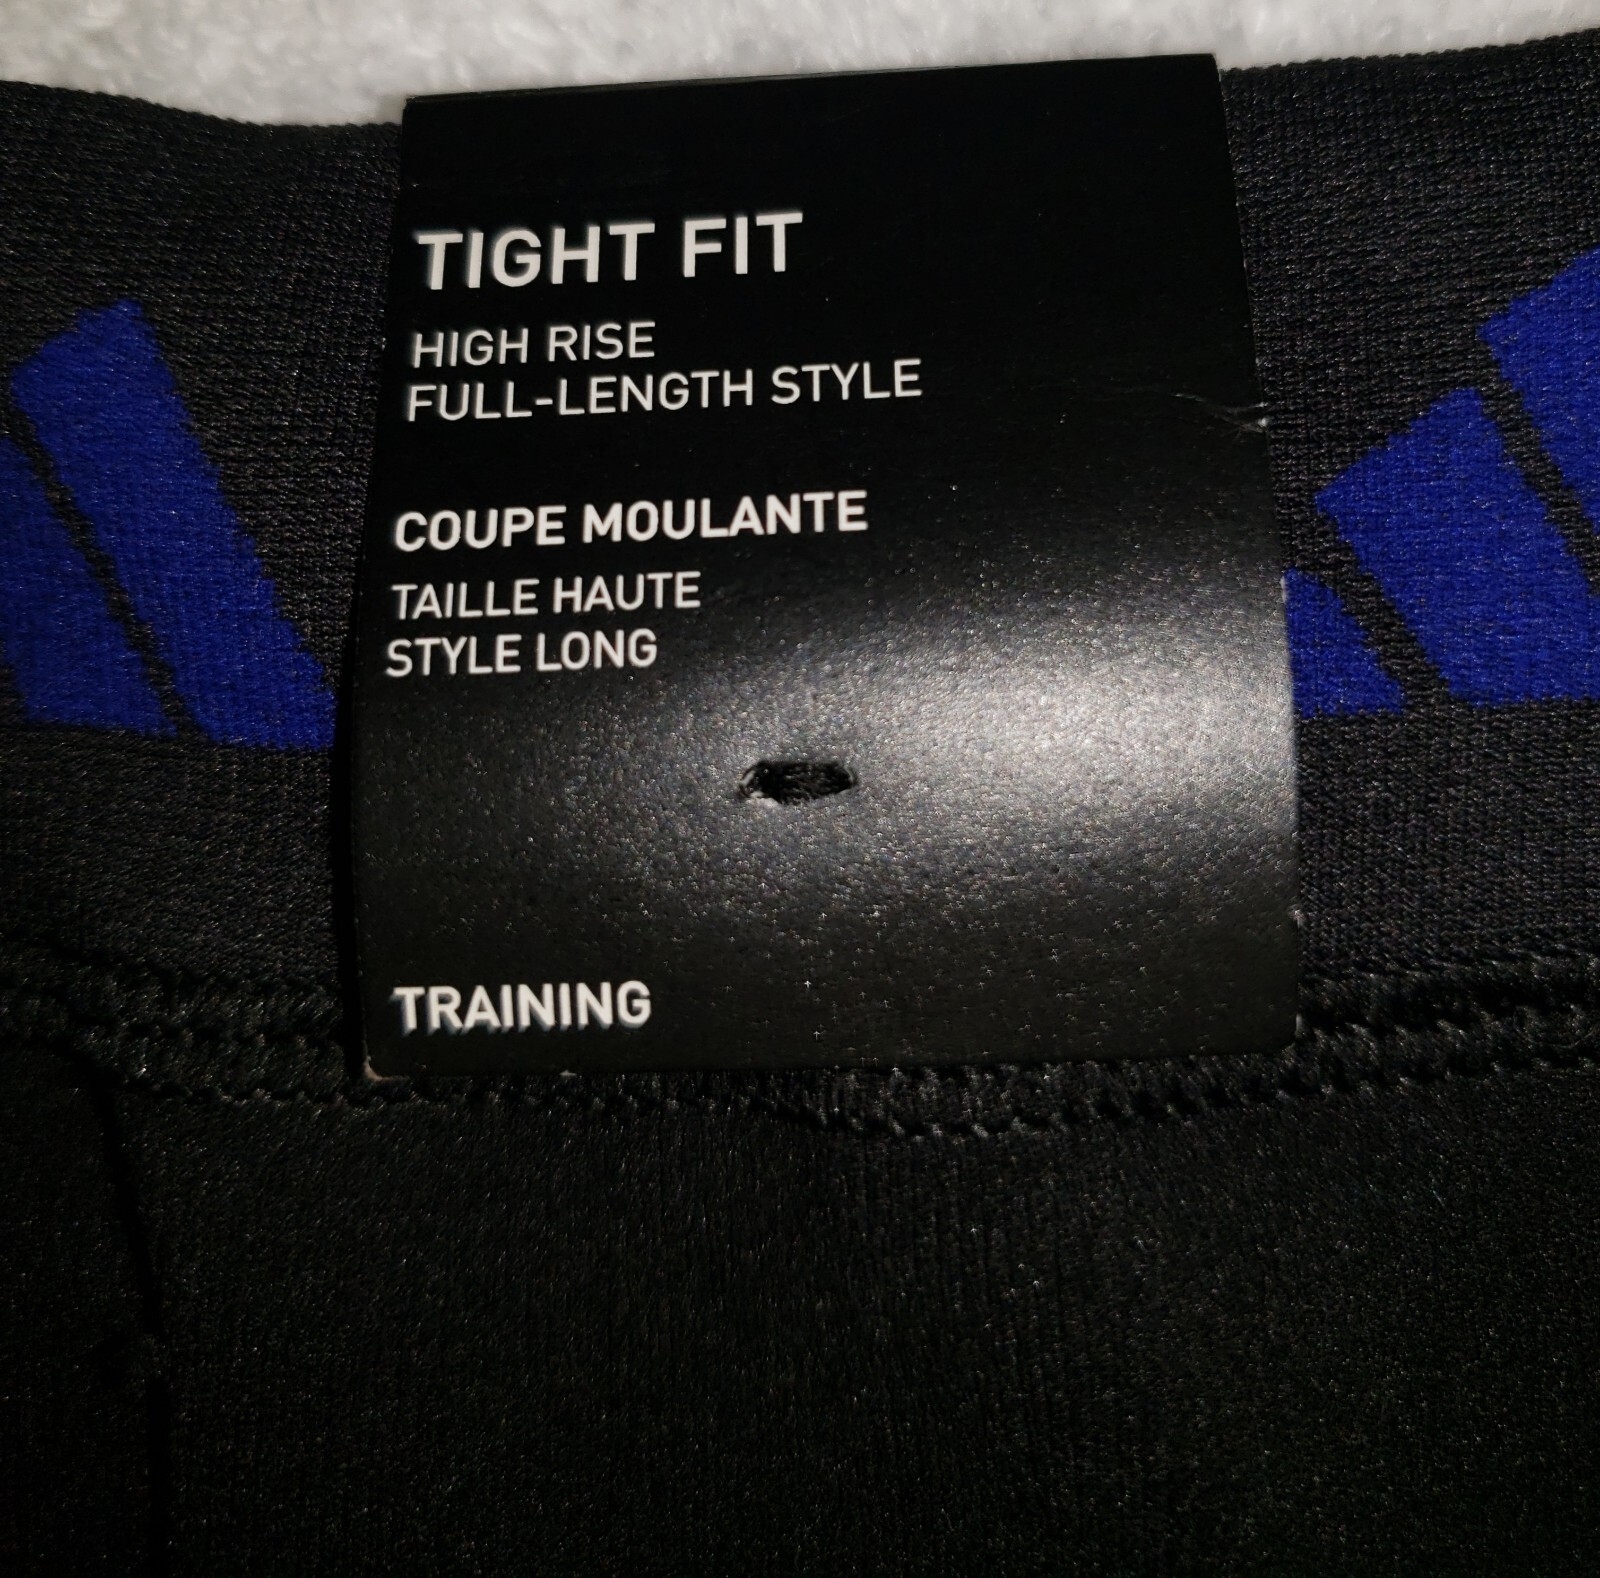 TIGHT FIT
HIGH RISE
FULL-LENGTH STYLE
COUPE MOULANTE
TAILLE HAUTE
STYLE LONG
TRAINING